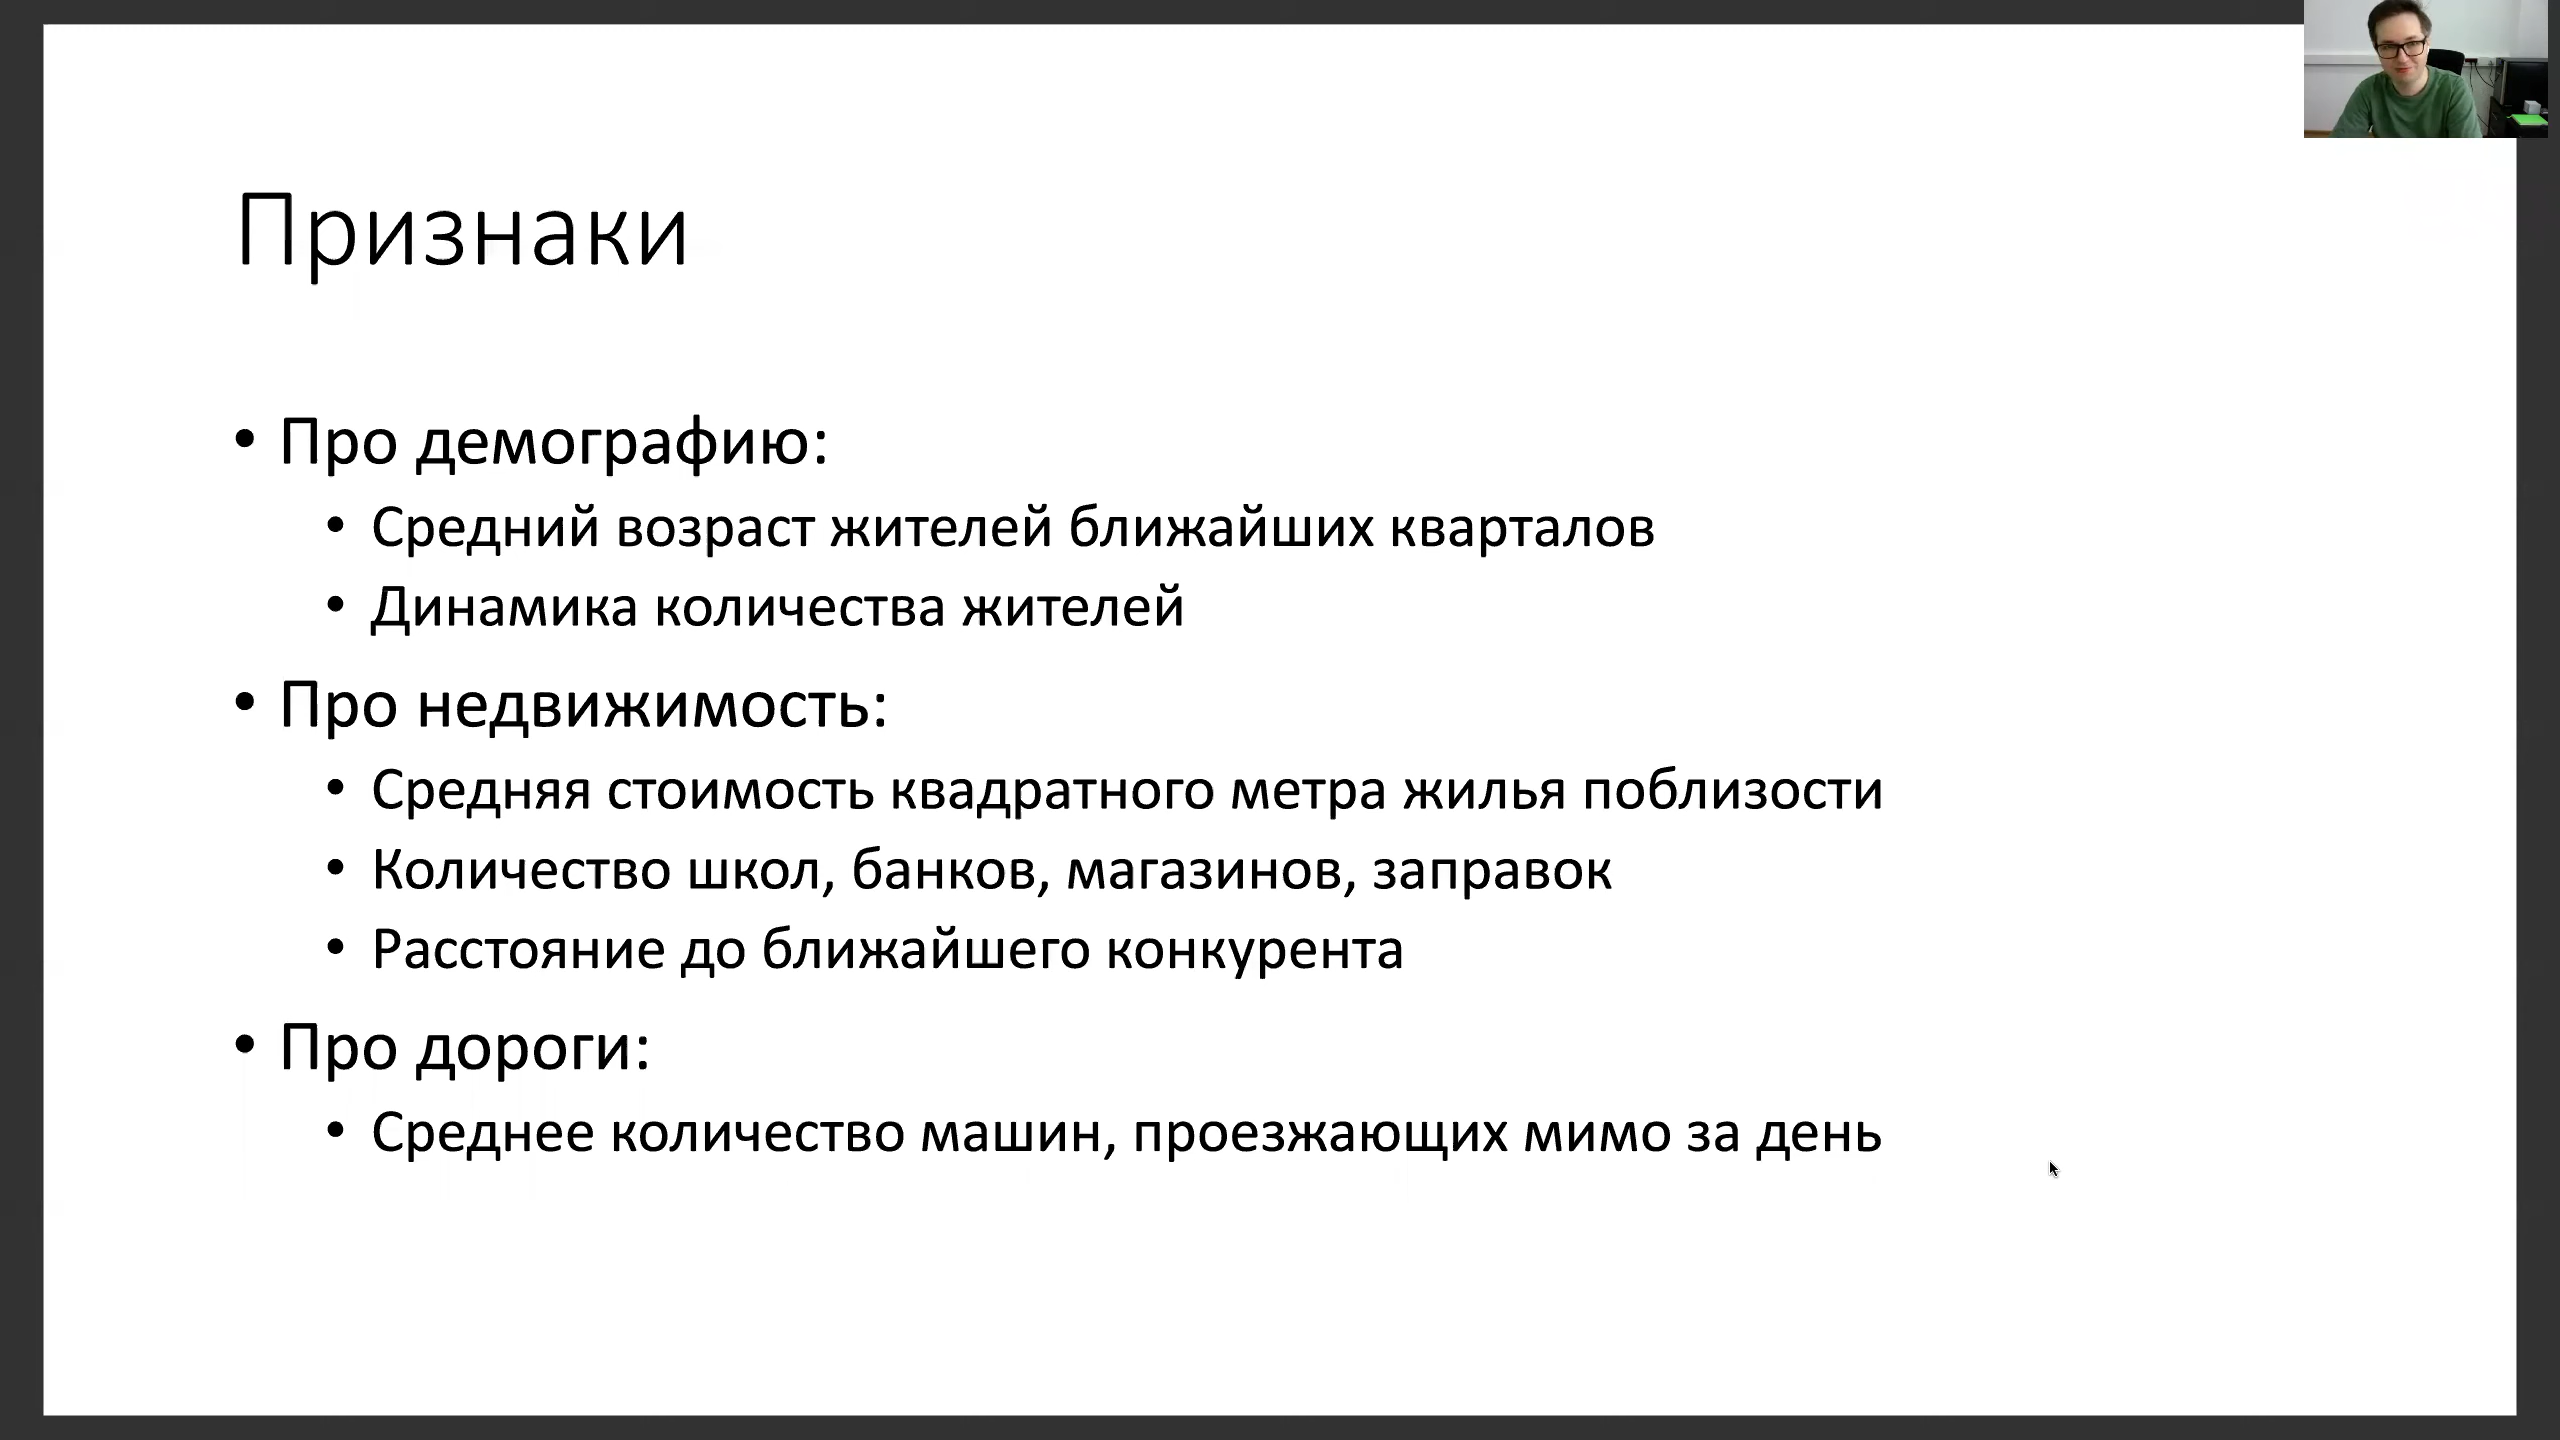 Признаки
• Про демографию:
• Средний возраст жителей ближайших кварталов
• Динамика количества жителей
• Про недвижимость:
• Средняя стоимость квадратного метра жилья поблизости
• Количество школ, банков, магазинов, заправок
• Расстояние до ближайшего конкурента
• Про дороги:
• Среднее количество машин, проезжающих мимо за день